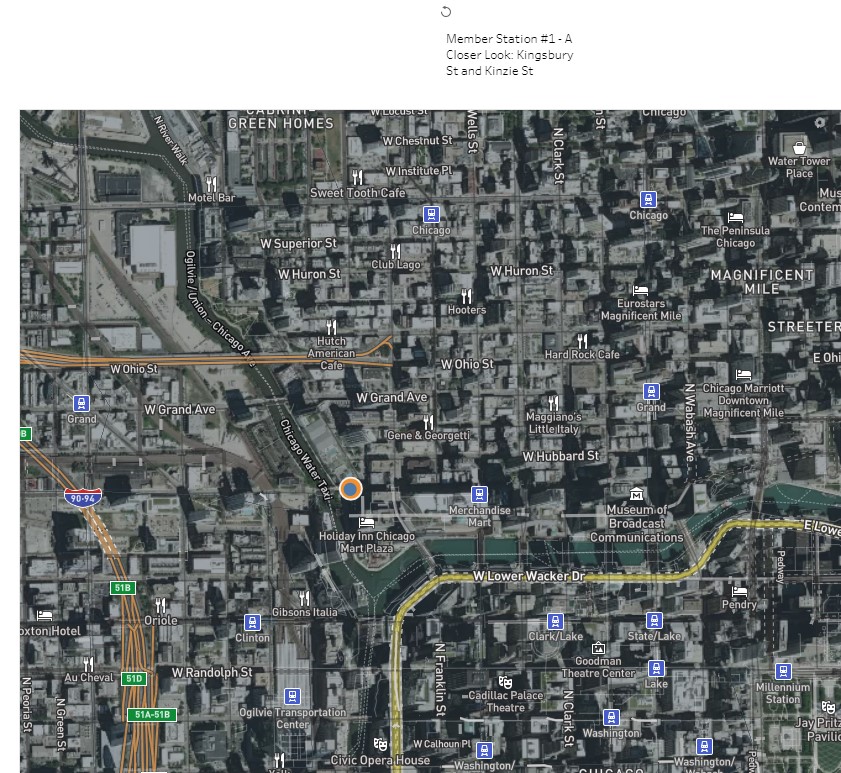 Member Station #1 - A
Closer Look: Kingsbury
St and Kinzie St
CABRINI-
GREEN HOMES
W Locust St
Chicago
N River Walk
Wells St
W Chestnut St
N Clark St
Water Tower
Place
W Institute Pl
Motel Bar
Sweet Tooth Cafe
Chicago
Chicago
The Peninsula
Chicago
W Superior St
Club Lago
W Huron St
W Huron St
MAGNIFICENT
MILE
Ogilvie/Union - Chicago Ave
Hooters
Eurostars
Magnificent Mile
STREETER
Hutch
American
Cafe
Hard Rock Cafe
W Ohio St
W Ohio St
E Ohi
Grand
W Grand Ave
W Grand Ave
Grand
N Wabash Ave
Chicago Marriott
Downtown
Magnificent Mile
Maggiano's
Little Italy
Gene & Georgetti
B
Chicago Water Taxi
W Hubbard St
90-94
Merchandise
Mart
Museum of
Broadcast
Communications
Holiday Inn Chicago
Mart Plaza
E Lowe
W Lower Wacker Dr
Pedway
51B
Gibsons Italia
Pendry
oxton Hotel
Oriole
Clinton
Clark/Lake
State/Lake
Au Cheval
W Randolph St
N Franklin St
Goodman
Theatre Center
Lake
51D
Cadillac Palace
Theatre
Millennium
Station
N Peoria St
N Green St
51A-51B
Ogilvie Transportation
Center
N Clark St
Washington
Jay Pritz
Pavilio
Civic Opera House
W Calhoun Pl
Washington/
Washington/
CHICAGO